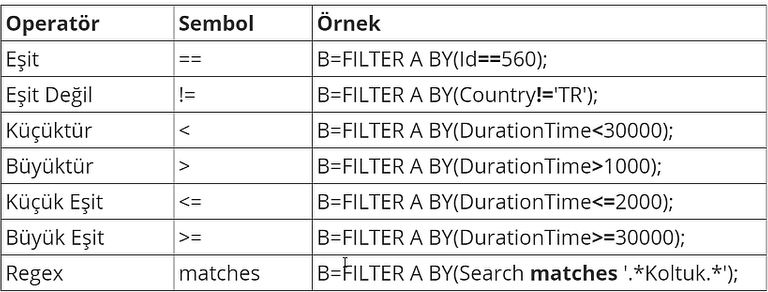 Operatör Sembol Örnek
Eşit == B=FILTER A BY(Id==560);
Eşit Değil != B=FILTER A BY(Country!='TR');
Küçüktür < B=FILTER A BY(DurationTime<30000);
Büyüktür > B=FILTER A BY(DurationTime>1000);
Küçük Eşit <= B=FILTER A BY(DurationTime<=2000);
Büyük Eşit >= B=FILTER A BY(DurationTime>=30000);
Regex matches B=FILTER A BY(Search matches '.*Koltuk.*');